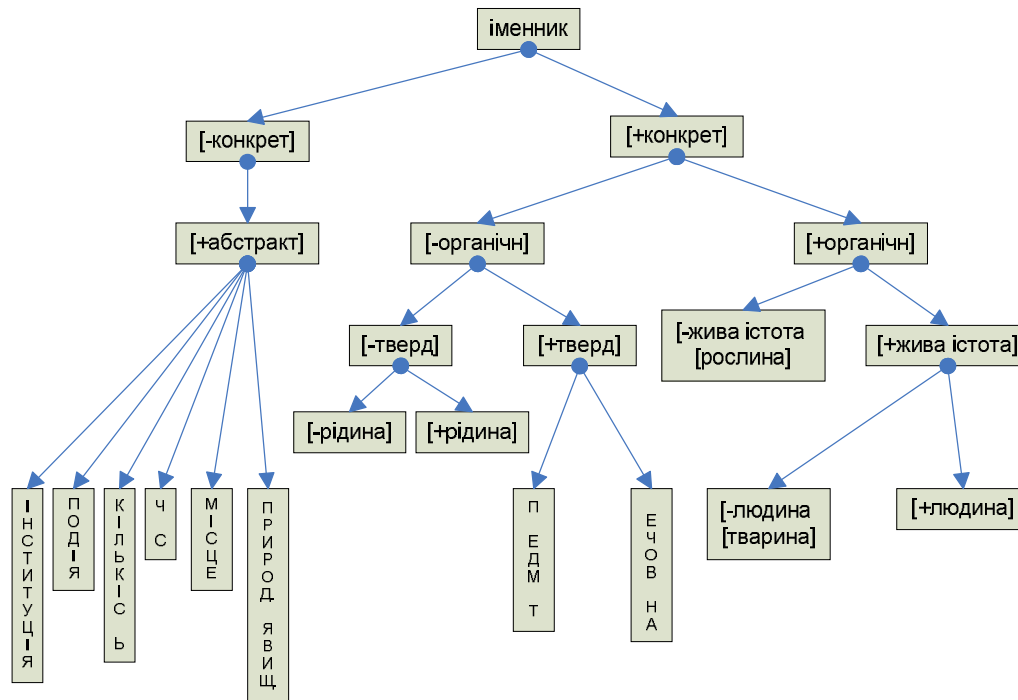 іменник
[-конкрет]
[+конкрет]
[+абстракт]
[-органічн]
[+органічн]
[-тверд]
[+тверд]
[-жива істота
[рослина]
[+жива істота]
[-рідина]
[+рідина]
ІНСТИТУЦІЯ
ПОДІЯ
КІЛЬКІС Ь
Ч С
МІСЦЕ
ПРИРОД. ЯВИЩ.
П ЕДМ Т
ЕЧОВ НА
[-людина
[тварина]
[+людина]